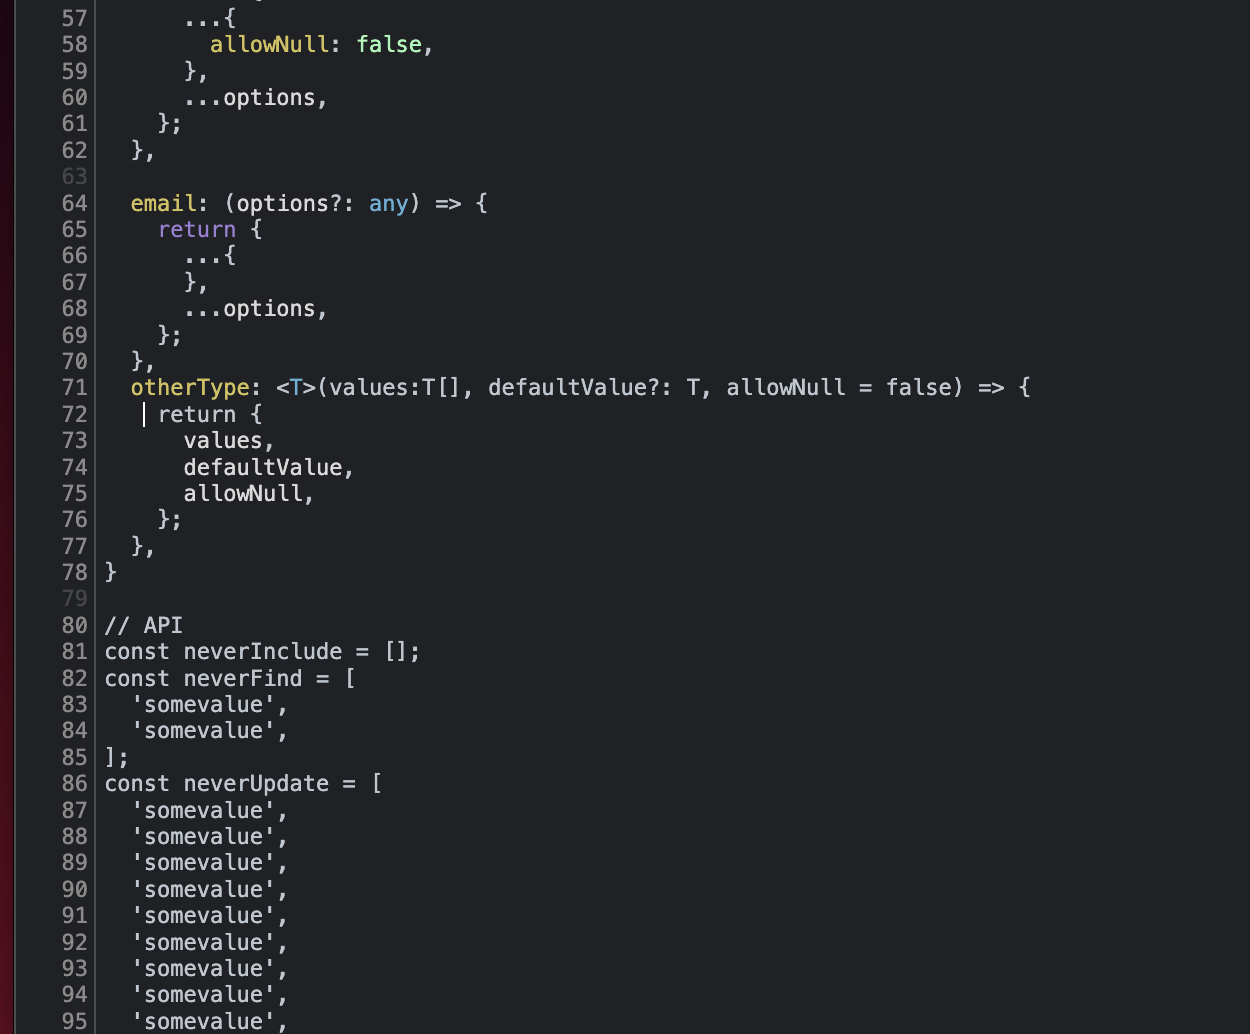 57 ...{
58 allowNull: false,
59 },
60 ...options,
61 };
62 },
63
64 email: (options?: any) => {
65 return {
66 ...{
67 },
68 ...options,
69 };
70 },
71 otherType: <T>(values:T[], defaultValue?: T, allowNull = false) => {
72 return {
73 values,
74 defaultValue,
75 allowNull,
76 };
77 },
78 }
79
80 // API
81 const neverInclude = [];
82 const neverFind = [
83 'somevalue',
84 'somevalue',
85 ];
86 const neverUpdate = [
87 'somevalue',
88 'somevalue',
89 'somevalue',
90 'somevalue',
91 'somevalue',
92 'somevalue',
93 'somevalue',
94 'somevalue',
95 'somevalue',